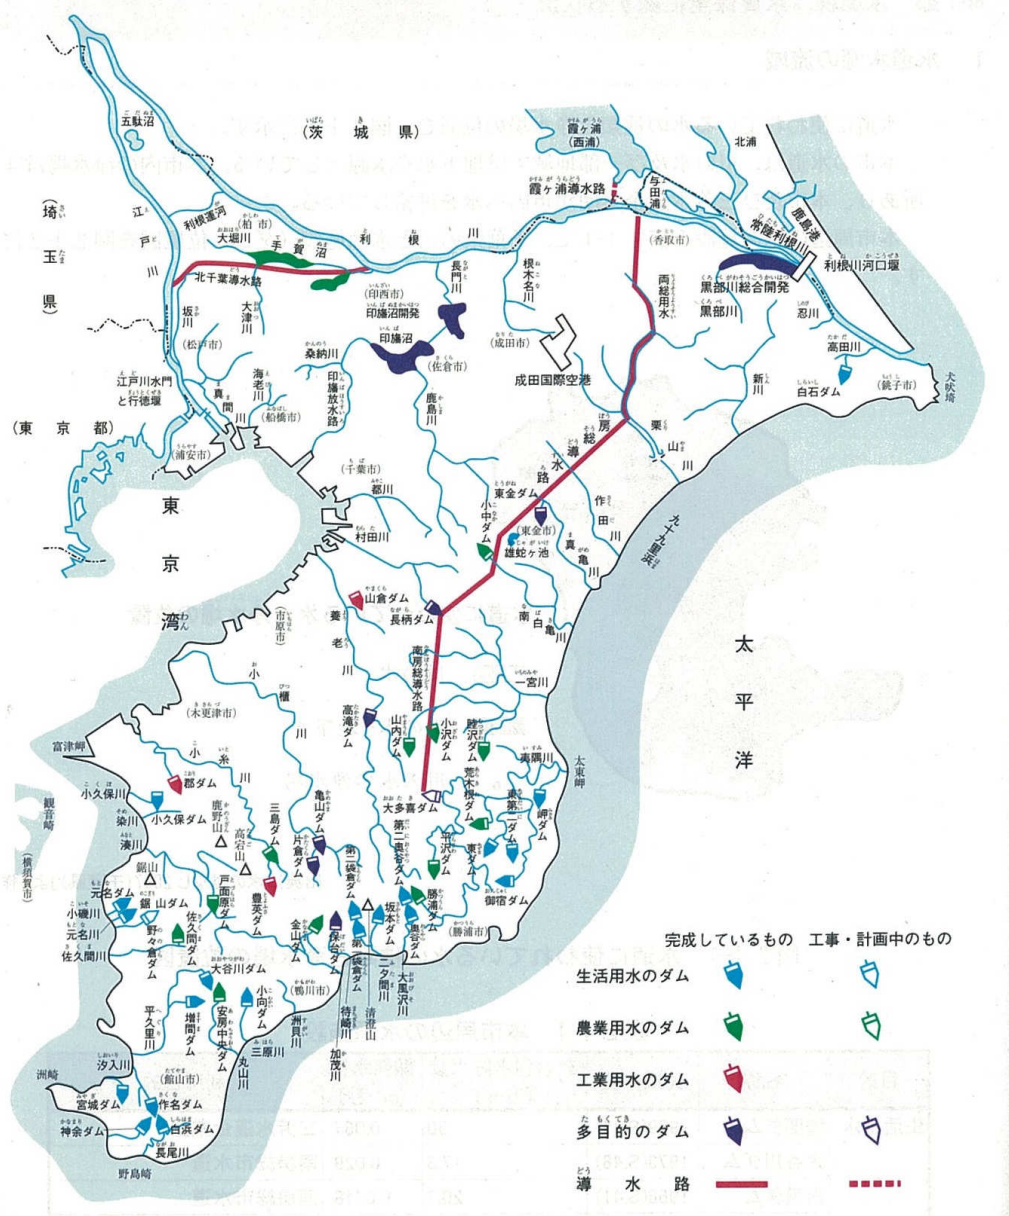 五駄沼
（茨城県）
霞ヶ浦
（西浦）
北浦
霞ヶ浦導水路
与田浦
鹿島港
常陸利根川
利根川河口堰
（埼玉県）
江戸川
利根運河
（柏市）
大堀川
手賀沼
利根川
（香取市）
北千葉導水路
長門川
根木名川
両総用水
黒部川総合開発
黒部川
忍川
（印西市）
印旛沼開発
印旛沼
坂川
大津川
（松戸市）
桑納川
（佐倉市）
（成田市）
成田国際空港
高田川
白石ダム
（銚子市）
犬吠埼
新川
江戸川水門
と行徳堰
真間川
海老川
（船橋市）
印旛放水路
鹿島川
（東京都）
（浦安市）
房総導水路
栗山川
（千葉市）
都川
村田川
東金ダム
小中ダム
（東金市）
雄蛇ヶ池
作田川
真亀川
九十九里浜
東京湾
山倉ダム
長柄ダム
養老川
（市原市）
南白亀川
太平洋
小櫃川
南房総導水路
一宮川
（木更津市）
高滝ダム
山内ダム
小沢ダム
睦沢ダム
夷隅川
太東岬
富津岬
小糸川
郡ダム
小久保川
小久保ダム
染川
湊川
鹿野山
高宕山
三島ダム
亀山ダム
片倉ダム
大多喜ダム
荒木根ダム
東第二ダム
岬ダム
観音崎
（横須賀市）
鋸山
元名ダム
鋸山ダム
小磯川
元名川
佐久間川
野々倉ダム
佐久間ダム
戸面原ダム
豊英ダム
第二袋倉ダム
第二奥谷ダム
平沢ダム
東ダム
御宿ダム
勝浦ダム
（勝浦市）
金山ダム
保台ダム
坂本ダム
奥谷ダム
大谷川ダム
小向ダム
（鴨川市）
二夕間川
大風沢川
清澄山
待崎川
加茂川
洲貝川
三原川
丸山川
安房中央ダム
増間ダム
平久里川
汐入川
（館山市）
洲崎
宮城ダム
作名ダム
神余ダム
白浜ダム
長尾川
野島崎
完成しているもの 工事・計画中のもの
生活用水のダム
農業用水のダム
工業用水のダム
多目的のダム
導水路